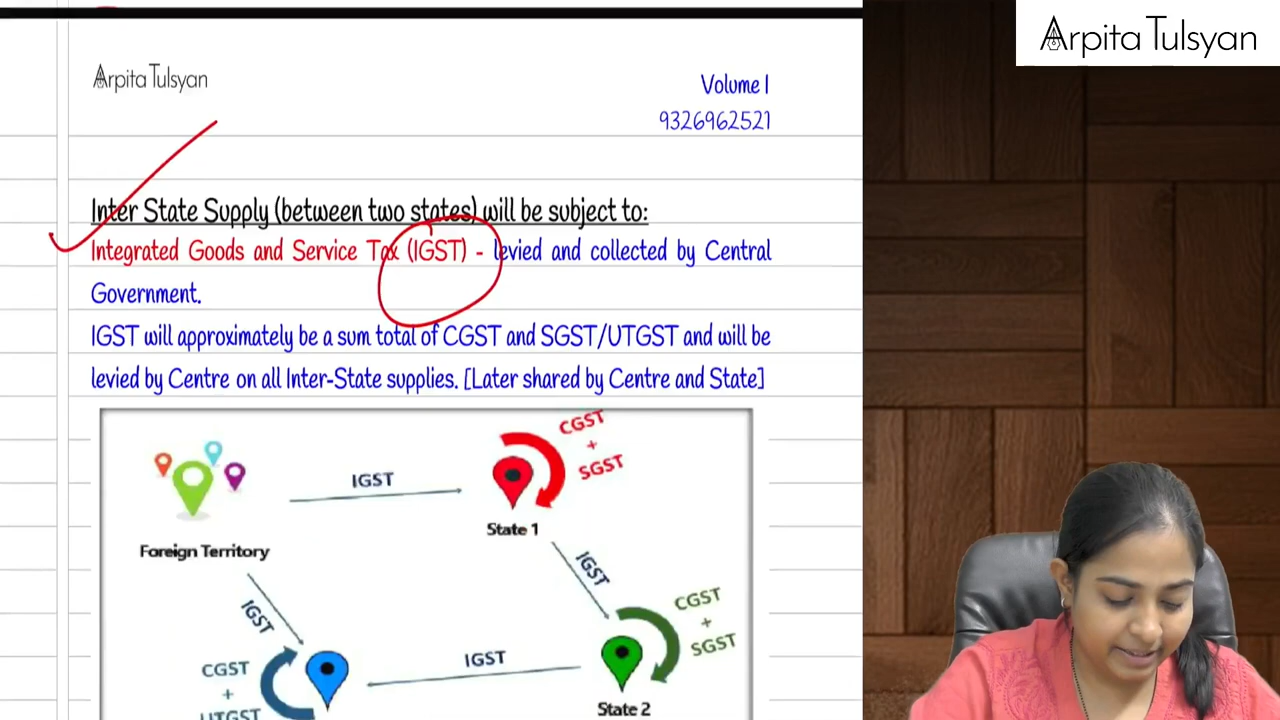 Arpita Tulsyan
Arpita Tulsyan
Volume I
9326962521
Inter State Supply (between two states) will be subject to:
Integrated Goods and Service Tax (IGST) - levied and collected by Central
Government.
IGST will approximately be a sum total of CGST and SGST/UTGST and will be
levied by Centre on all Inter-State supplies. [Later shared by Centre and State]
CGST
+
SGST
IGST
State 1
Foreign Territory
IGST
IGST
CGST
+
SGST
IGST
CGST
+
UTGST
State 2